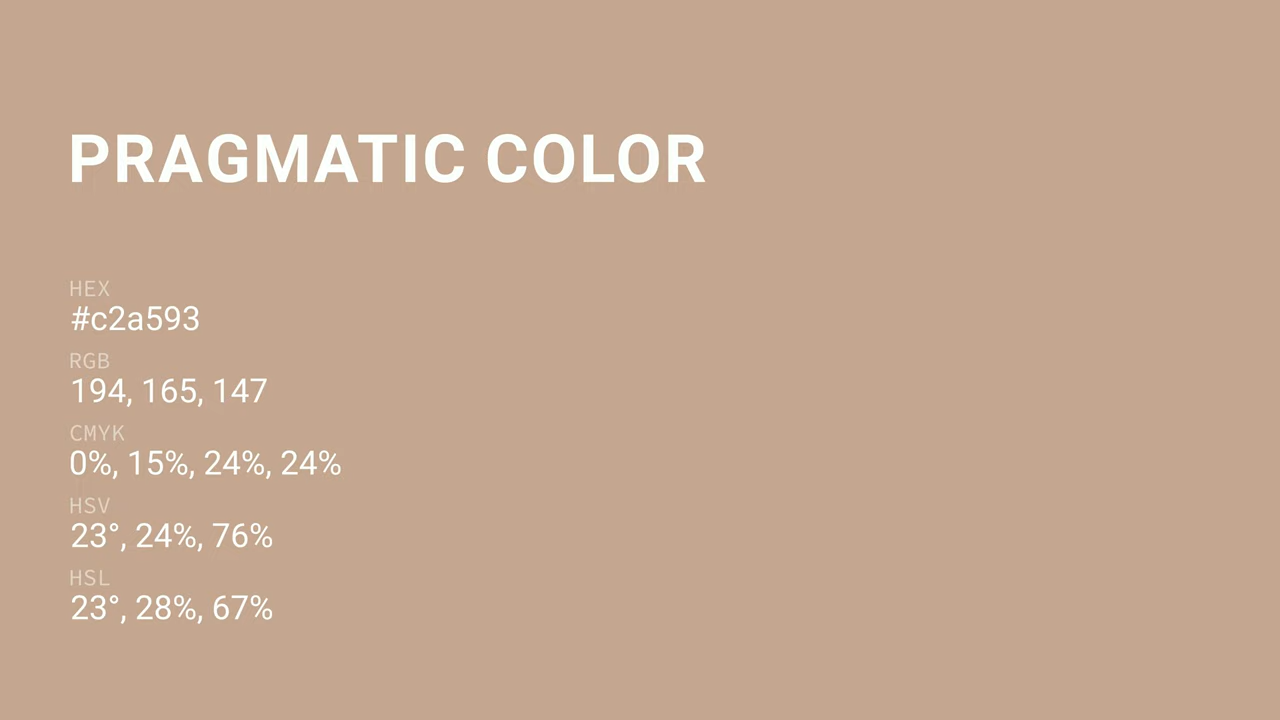 PRAGMATIC COLOR
HEX
#c2a593
RGB
194, 165, 147
CMYK
0%, 15%, 24%, 24%
HSV
23°, 24%, 76%
HSL
23°, 28%, 67%